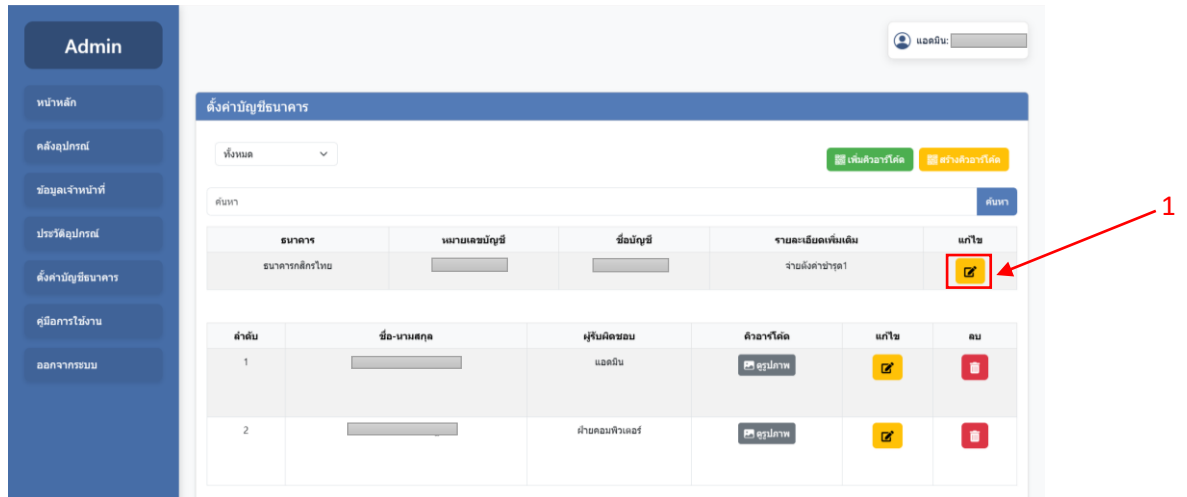 Admin
แอดมิน:
หน้าหลัก
คลังอุปกรณ์
ข้อมูลเจ้าหน้าที่
ประวัติอุปกรณ์
ตั้งค่าบัญชีธนาคาร
คู่มือการใช้งาน
ออกจากระบบ
ตั้งค่าบัญชีธนาคาร
ทั้งหมด
เพิ่มคิวอาร์โค้ด สร้างคิวอาร์โค้ด
ค้นหา ค้นหา
ธนาคาร หมายเลขบัญชี ชื่อบัญชี รายละเอียดเพิ่มเติม แก้ไข
ธนาคารกสิกรไทย จ่ายดังค่าชำรุด1
1
ลำดับ ชื่อ-นามสกุล ผู้รับผิดชอบ คิวอาร์โค้ด แก้ไข ลบ
1 แอดมิน ดูรูปภาพ
2 ฝ่ายคอมพิวเตอร์ ดูรูปภาพ